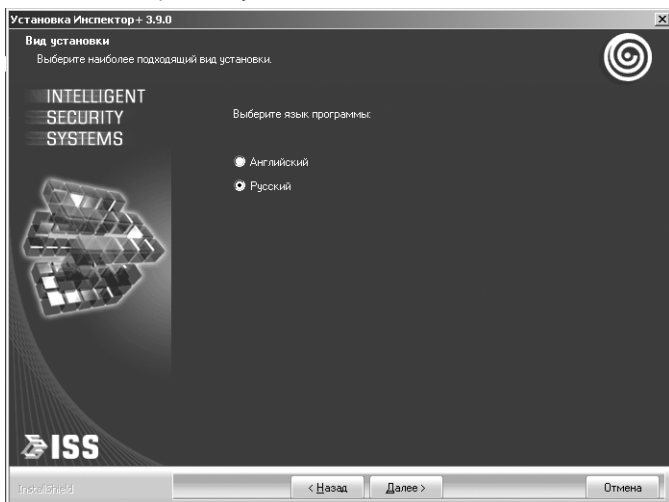 Установка Инспектор+ 3.9.0
Вид установки
Выберите наиболее подходящий вид установки.
INTELLIGENT
SECURITY
SYSTEMS
Выберите язык программы:
Английский
Русский
ISS
InstallShield
< Назад
Далее >
Отмена